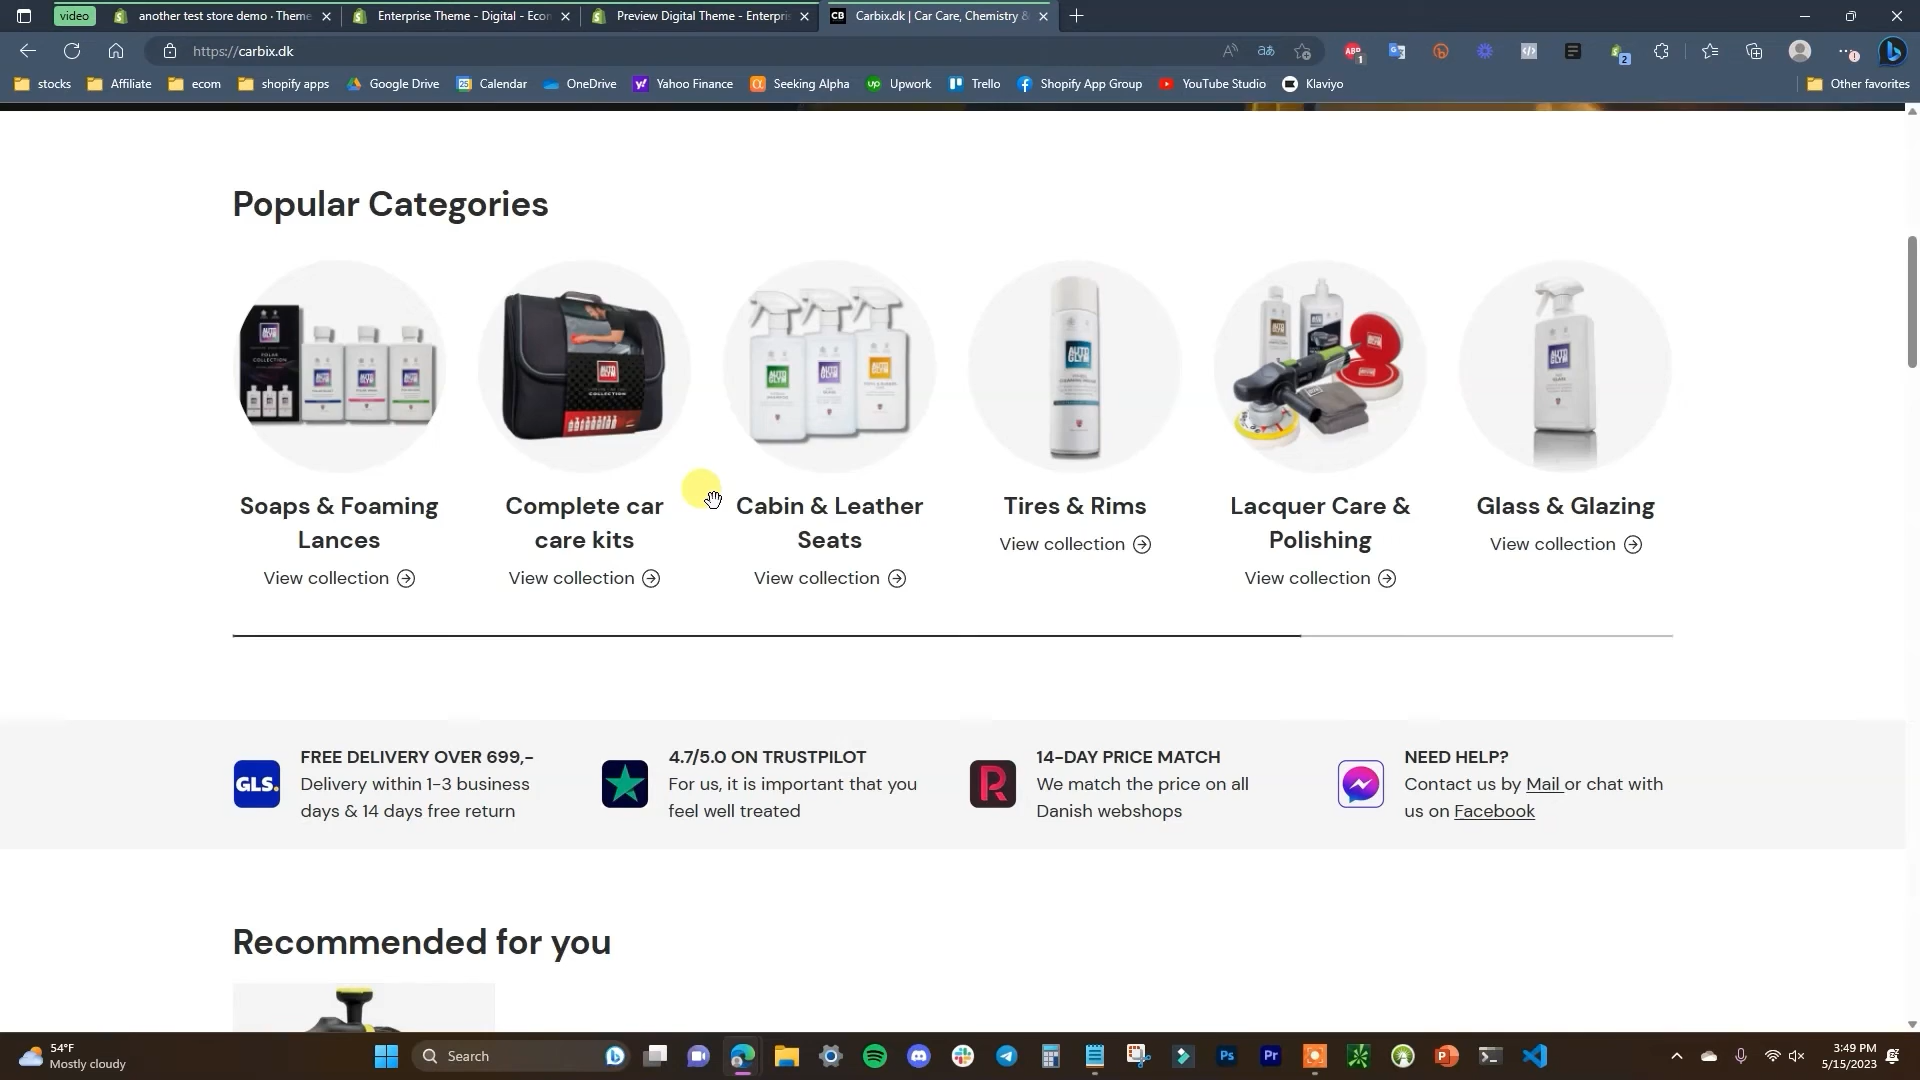 video
another test store demo · Theme
Enterprise Theme - Digital - Econ
Preview Digital Theme - Enterpris
CB
Carbix.dk | Car Care, Chemistry &
https://carbix.dk
stocks
Affiliate
ecom
shopify apps
Google Drive
Calendar
OneDrive
Yahoo Finance
Seeking Alpha
Upwork
Trello
Shopify App Group
YouTube Studio
Klaviyo
Other favorites
Popular Categories
AUTO GLYM
Soaps & Foaming
Lances
View collection
Complete car
care kits
View collection
Cabin & Leather
Seats
View collection
Tires & Rims
View collection
Lacquer Care &
Polishing
View collection
Glass & Glazing
View collection
GLS.
FREE DELIVERY OVER 699,-
Delivery within 1-3 business
days & 14 days free return
4.7/5.0 ON TRUSTPILOT
For us, it is important that you
feel well treated
14-DAY PRICE MATCH
We match the price on all
Danish webshops
NEED HELP?
Contact us by Mail or chat with
us on Facebook
Recommended for you
54°F
Mostly cloudy
Search
3:49 PM
5/15/2023